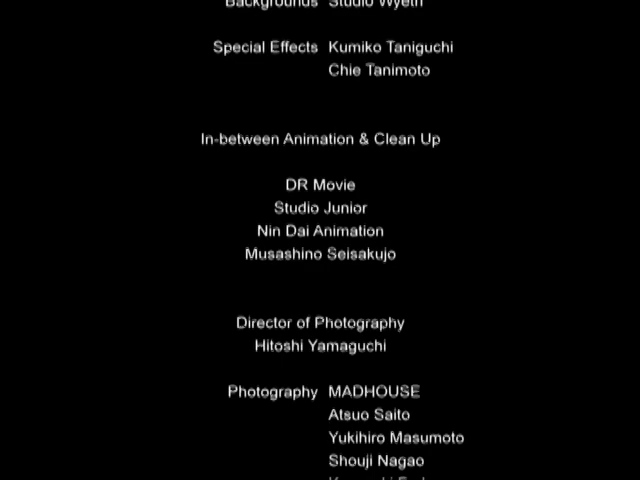 Backgrounds Studio Wyeth
Special Effects Kumiko Taniguchi
Chie Tanimoto
In-between Animation & Clean Up
DR Movie
Studio Junior
Nin Dai Animation
Musashino Seisakujo
Director of Photography
Hitoshi Yamaguchi
Photography MADHOUSE
Atsuo Saito
Yukihiro Masumoto
Shouji Nagao